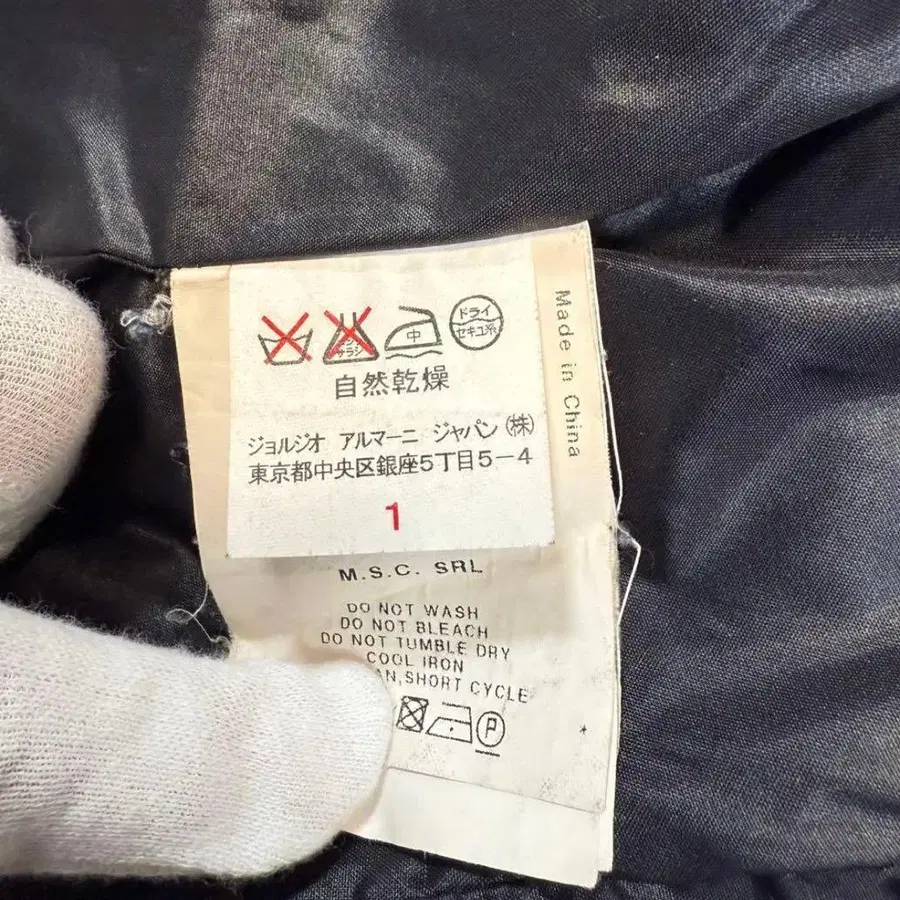 中
ドライ
セキユ系
自然乾燥
ジョルジオ アルマーニ ジャパン(株)
東京都中央区銀座5丁目5-4
1
Made in China
M.S.C. SRL
DO NOT WASH
DO NOT BLEACH
DO NOT TUMBLE DRY
COOL IRON
SHORT CYCLE
P